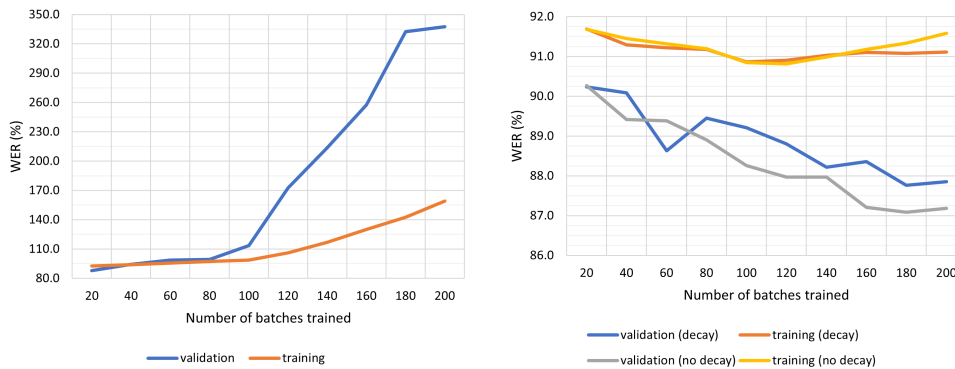 350.0
320.0
290.0
260.0
230.0
200.0
170.0
140.0
110.0
80.0
WER (%)
20 40 60 80 100 120 140 160 180 200
Number of batches trained
validation training
92.0
91.0
90.0
89.0
88.0
87.0
86.0
WER (%)
20 40 60 80 100 120 140 160 180 200
Number of batches trained
validation (decay) training (decay)
validation (no decay) training (no decay)